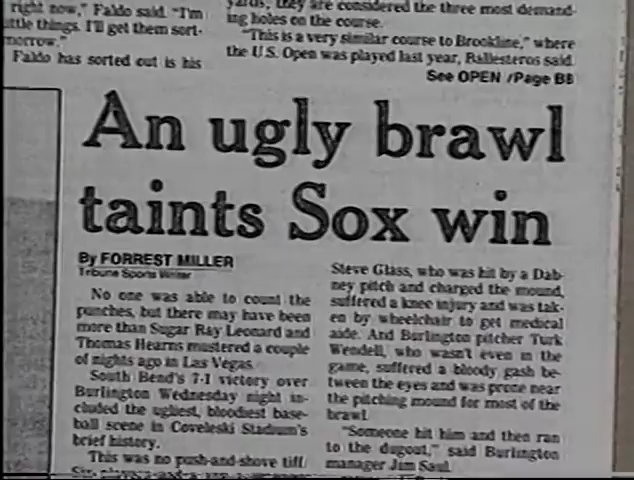 right now," Faldo said. "I'm
little things. I'll get them sort-
morrow."
Faldo has sorted out is his
yards, they are considered the three most demand-
ing holes on the course.
"This is a very similar course to Brookline," where
the U.S. Open was played last year, Ballesteros said.
See OPEN /Page B8
An ugly brawl
taints Sox win
By FORREST MILLER
Tribune Sports Writer
No one was able to count the
punches, but there may have been
more than Sugar Ray Leonard and
Thomas Hearns mustered a couple
of nights ago in Las Vegas.
South Bend's 7-1 victory over
Burlington Wednesday night in-
cluded the ugliest, bloodiest base-
ball scene in Coveleski Stadium's
brief history.
This was no push-and-shove tiff.
Steve Glass, who was hit by a Dab-
ney pitch and charged the mound,
suffered a knee injury and was tak-
en by wheelchair to get medical
aide. And Burlington pitcher Turk
Wendell, who wasn't even in the
game, suffered a bloody gash be-
tween the eyes and was prone near
the pitching mound for most of the
brawl.
"Someone hit him and then ran
to the dugout," said Burlington
manager Jim Saul.